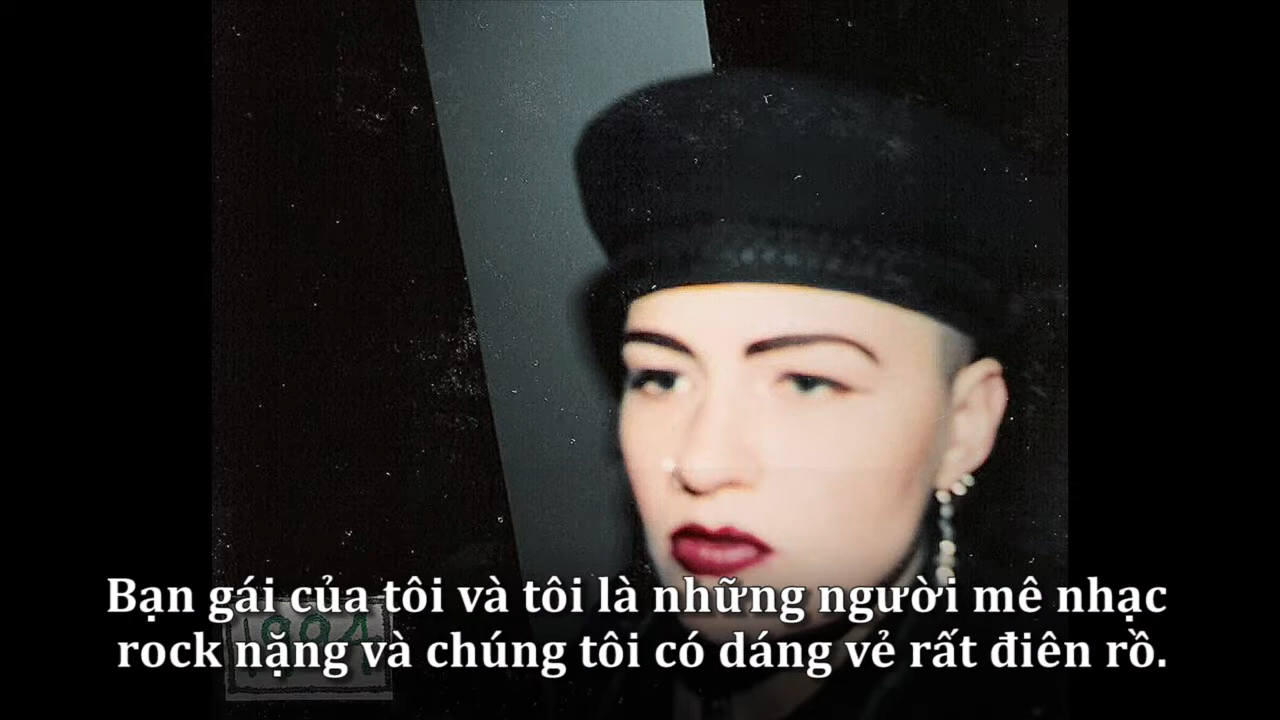 Bạn gái của tôi và tôi là những người mê nhạc
rock nặng và chúng tôi có dáng vẻ rất điên rồ.